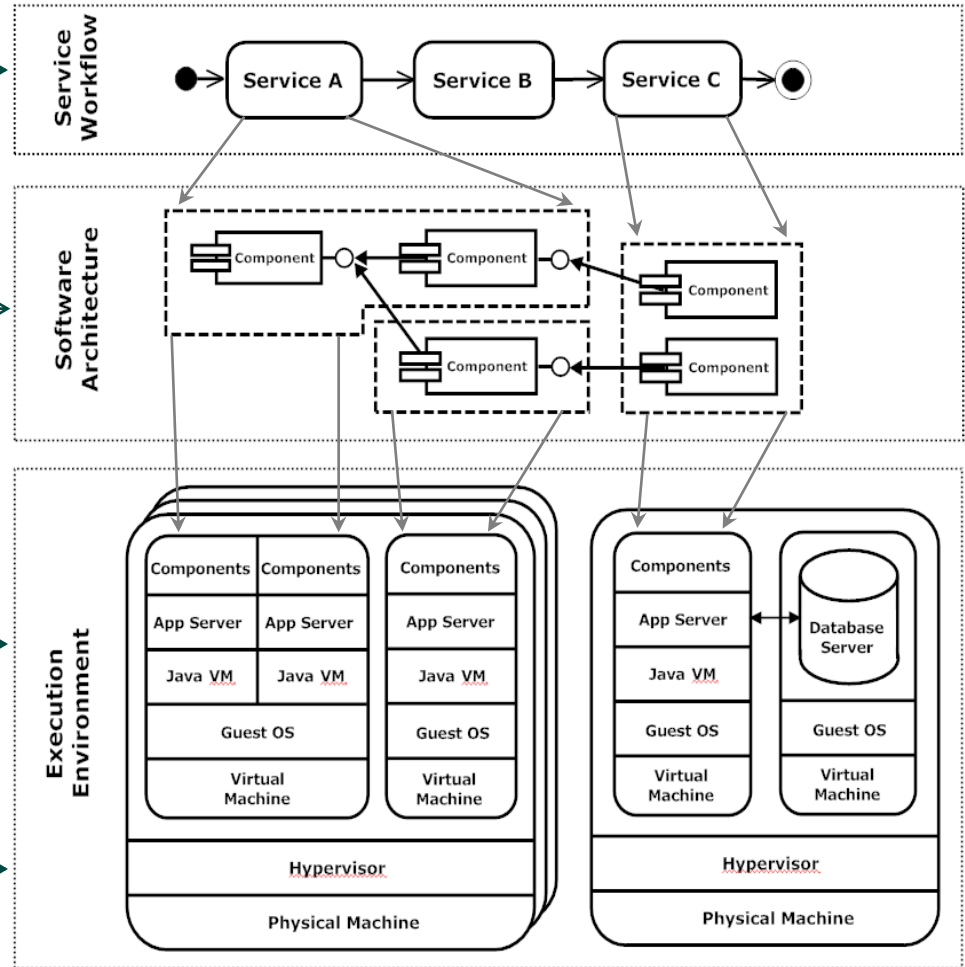 Service
Workflow
Service A
Service B
Service C
Software
Architecture
Component
Component
Component
Component
Component
Execution
Environment
Components
Components
App Server
App Server
Java VM
Java VM
Guest OS
Virtual
Machine
Components
App Server
Java VM
Guest OS
Virtual
Machine
Hypervisor
Physical Machine
Components
App Server
Java VM
Guest OS
Virtual
Machine
Database
Server
Guest OS
Virtual
Machine
Hypervisor
Physical Machine